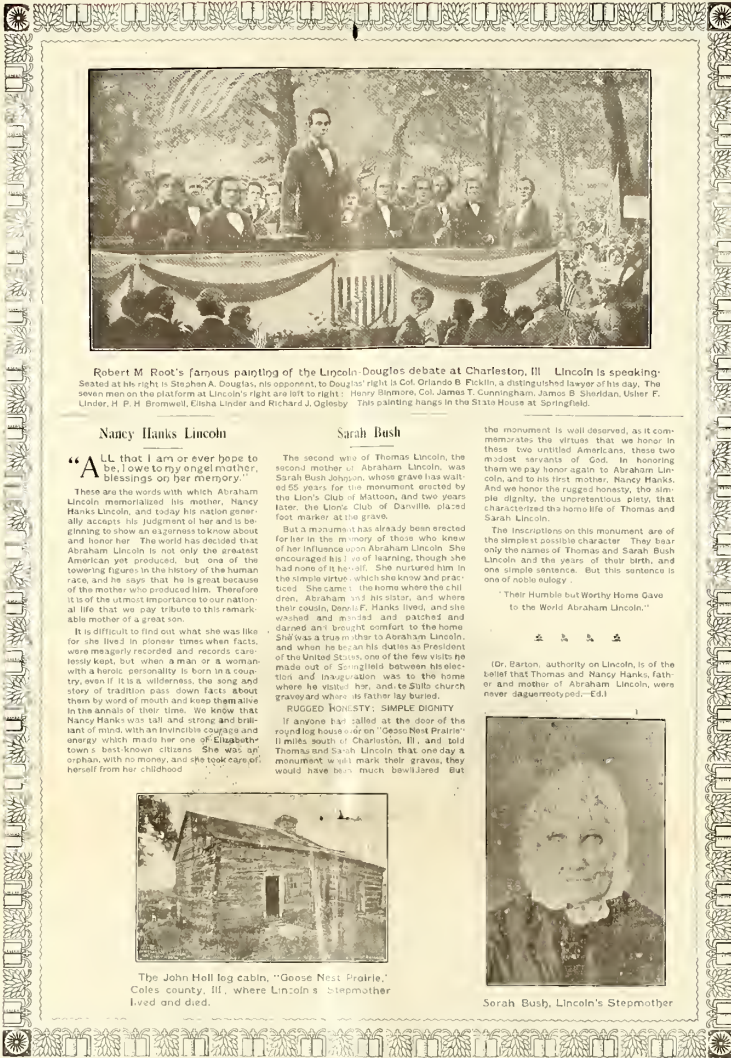 Robert M Root's famous painting of the Lincoln-Douglas debate at Charleston, Ill Lincoln is speaking.
Seated at his right is Stephen A. Douglas, his opponent, to Douglas' right is Col. Orlando B Ficklin, a distinguished lawyer of his day. The
seven men on the platform at Lincoln's right are left to right: Henry Binmore, Col. James T. Cunningham, James B Sheridan, Usher F.
Linder, H P. H Bromwell, Elisha Linder and Richard J. Oglesby This painting hangs in the State House at Springfield.
Nancy Hanks Lincoln
"ALL that I am or ever hope to
be, I owe to my angel mother,
blessings on her memory."
These are the words with which Abraham
Lincoln memorialized his mother, Nancy
Hanks Lincoln, and today his nation gener-
ally accepts his judgment of her and is be-
ginning to show an eagerness to know about
and honor her The world has decided that
Abraham Lincoln is not only the greatest
American yet produced, but one of the
towering figures in the history of the human
race, and he says that he is great because
of the mother who produced him. Therefore
it is of the utmost importance to our nation-
al life that we pay tribute to this remark-
able mother of a great son.
It is difficult to find out what she was like
for she lived in pioneer times when facts,
were meagerly recorded and records care-
lessly kept, but when a man or a woman
with a heroic personality is born in a coun-
try, even if it is a wilderness, the song and
story of tradition pass down facts about
them by word of mouth and keep them alive
in the annals of their time. We know that
Nancy Hanks was tall and strong and brill-
iant of mind, with an invincible courage and
energy which made her one of Elizabeth-
town s best-known citizens She was an
orphan, with no money, and she took care of
herself from her childhood
Sarah Bush
The second wife of Thomas Lincoln, the
second mother of Abraham Lincoln, was
Sarah Bush Johnson, whose grave has wait-
ed 55 years for the monument erected by
the Lion's Club of Mattoon, and two years
later, the Lion's Club of Danville, placed
foot marker at the grave.
But a monument has already been erected
for her in the memory of those who knew
of her influence upon Abraham Lincoln She
encouraged his love of learning, though she
had none of it herself. She nurtured him in
the simple virtues which she knew and prac-
ticed She came to the home where the chil
dren, Abraham and his sister, and where
their cousin, Dennis F. Hanks lived, and she
washed and mended and patched and
darned and brought comfort to the home
She was a true mother to Abraham Lincoln,
and when he began his duties as President
of the United States, one of the few visits he
made out of Springfield between his elec-
tion and inauguration was to the home
where he visited her, and te Stille church
graveyard where his father lay buried.
RUGGED HONESTY; SIMPLE DIGNITY
If anyone had called at the door of the
round log house over on "Goose Nest Prairie"
11 miles south of Charleston, Ill, and told
Thomas and Sarah Lincoln that one day a
monument would mark their graves, they
would have been much bewildered But
the monument is well deserved, as it com-
memorates the virtues that we honor in
these two untitled Americans, these two
modest servants of God. In honoring
them we pay honor again to Abraham Lin-
coln, and to his first mother, Nancy Hanks.
And we honor the rugged honesty, the sim-
ple dignity, the unpretentious piety, that
characterized the home life of Thomas and
Sarah Lincoln.
The inscriptions on this monument are of
the simplest possible character They bear
only the names of Thomas and Sarah Bush
Lincoln and the years of their birth, and
one simple sentence. But this sentence is
one of noble eulogy.
'Their Humble but Worthy Home Gave
to the World Abraham Lincoln."
(Dr. Barton, authority on Lincoln, is of the
belief that Thomas and Nancy Hanks, fath-
er and mother of Abraham Lincoln, were
never daguerreotyped.—Ed.)
The John Hall log cabin, "Goose Nest Prairie,'
Coles county, Ill, where Lincoln s Stepmother
lived and died.
Sarah Bush, Lincoln's Stepmother